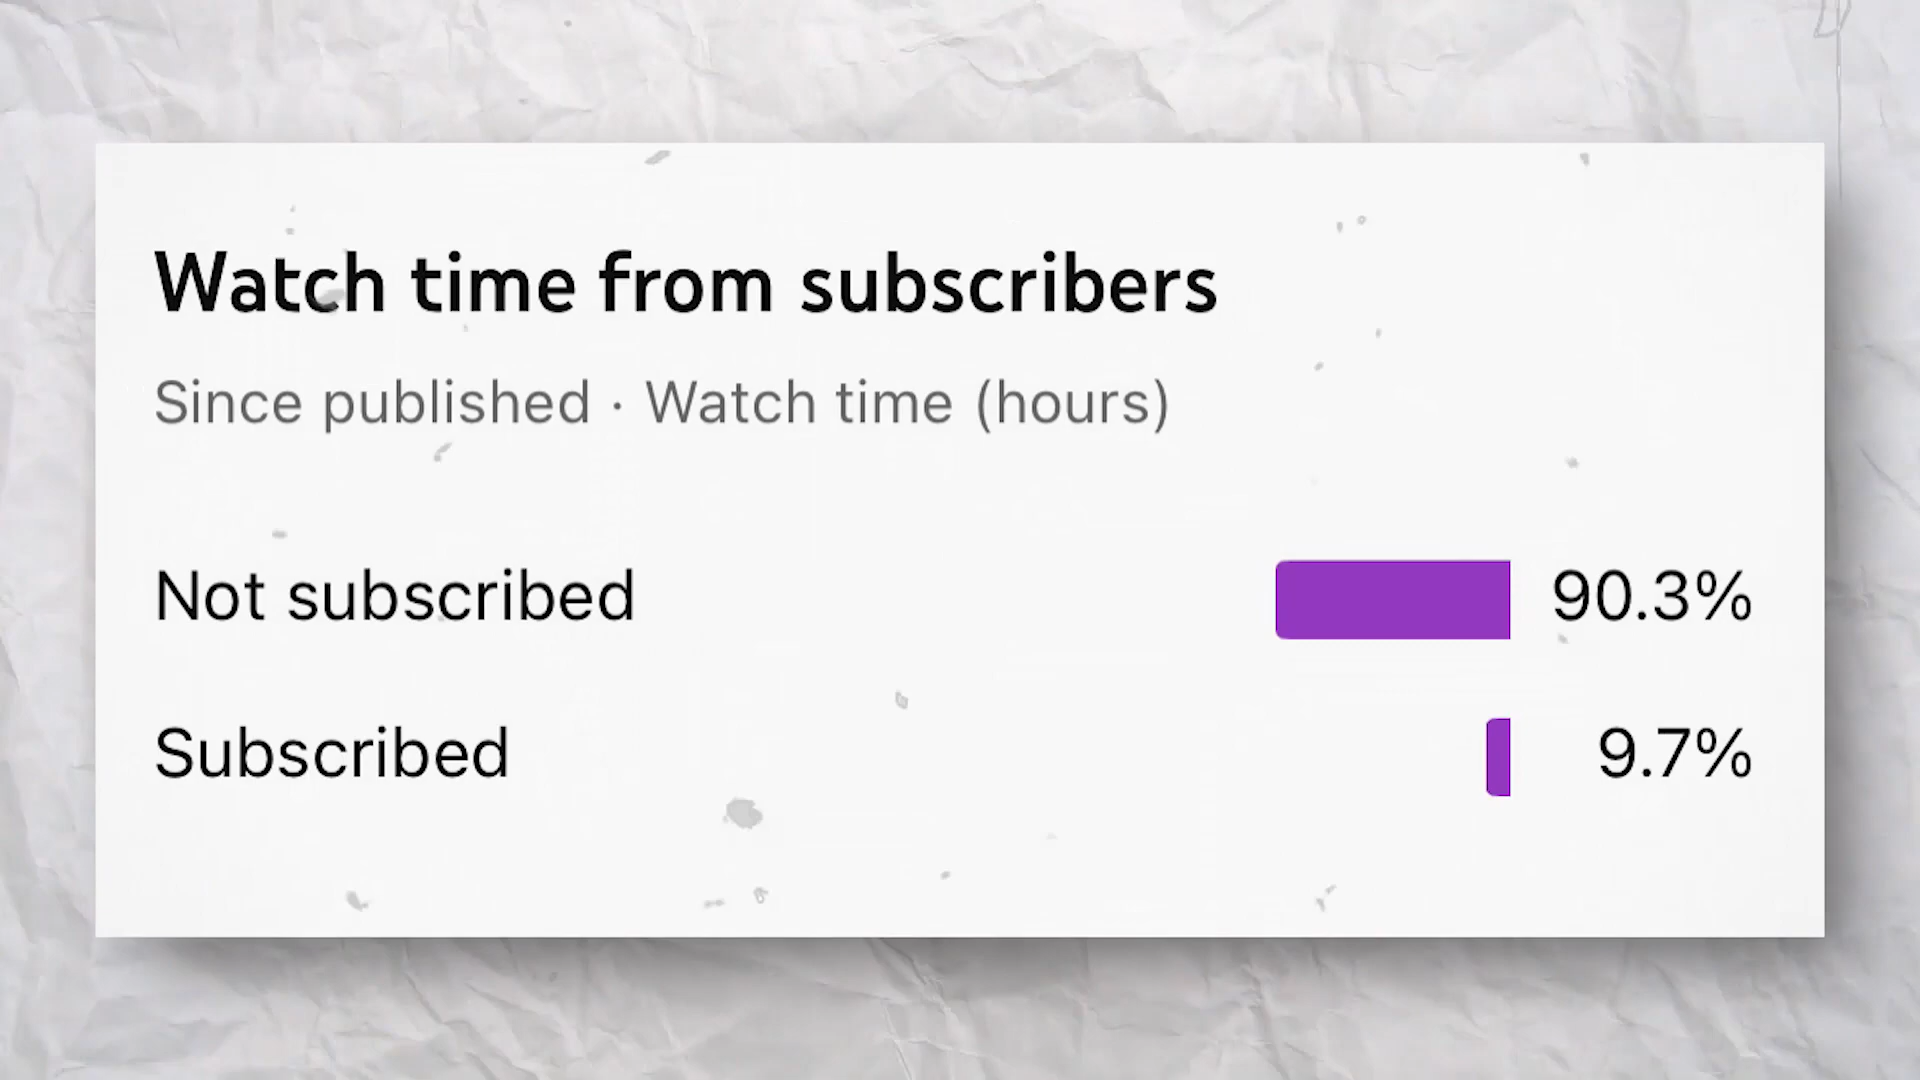 Watch time from subscribers
Since published · Watch time (hours)
Not subscribed 90.3%
Subscribed 9.7%